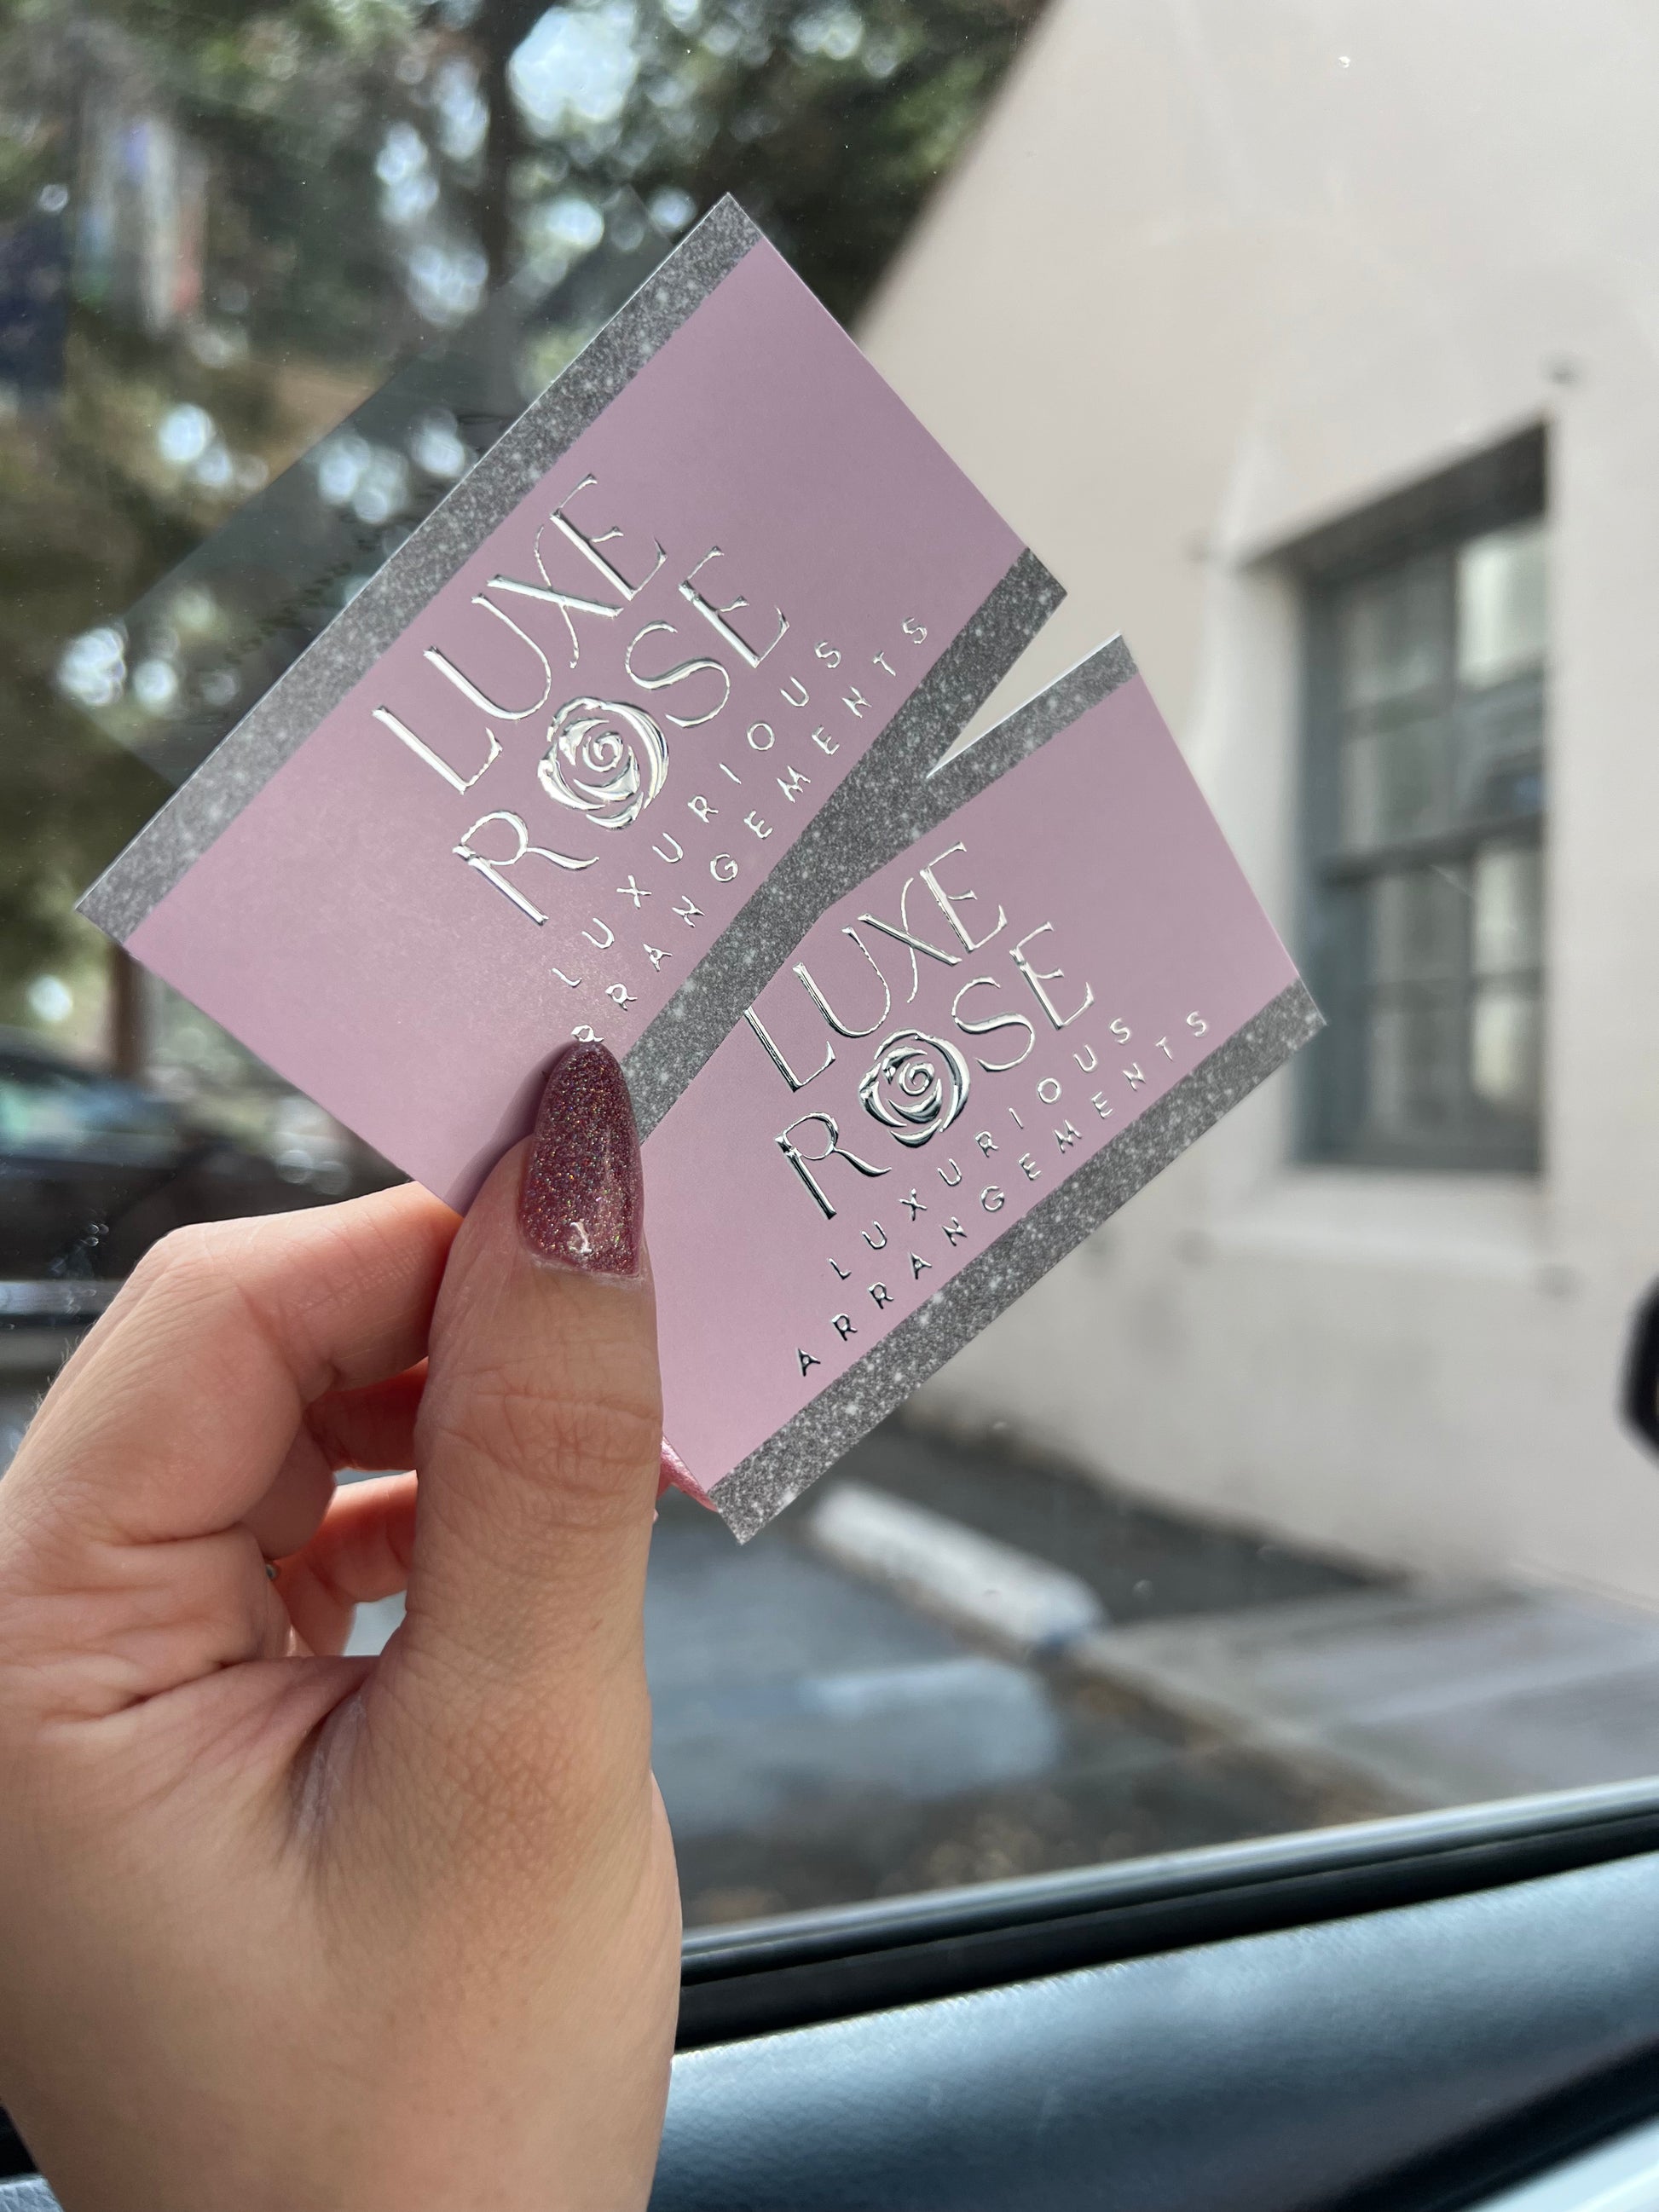 LUXE
ROSE
LUXURIOUS
ARRANGEMENTS
LUXE
ROSE
LUXURIOUS
ARRANGEMENTS